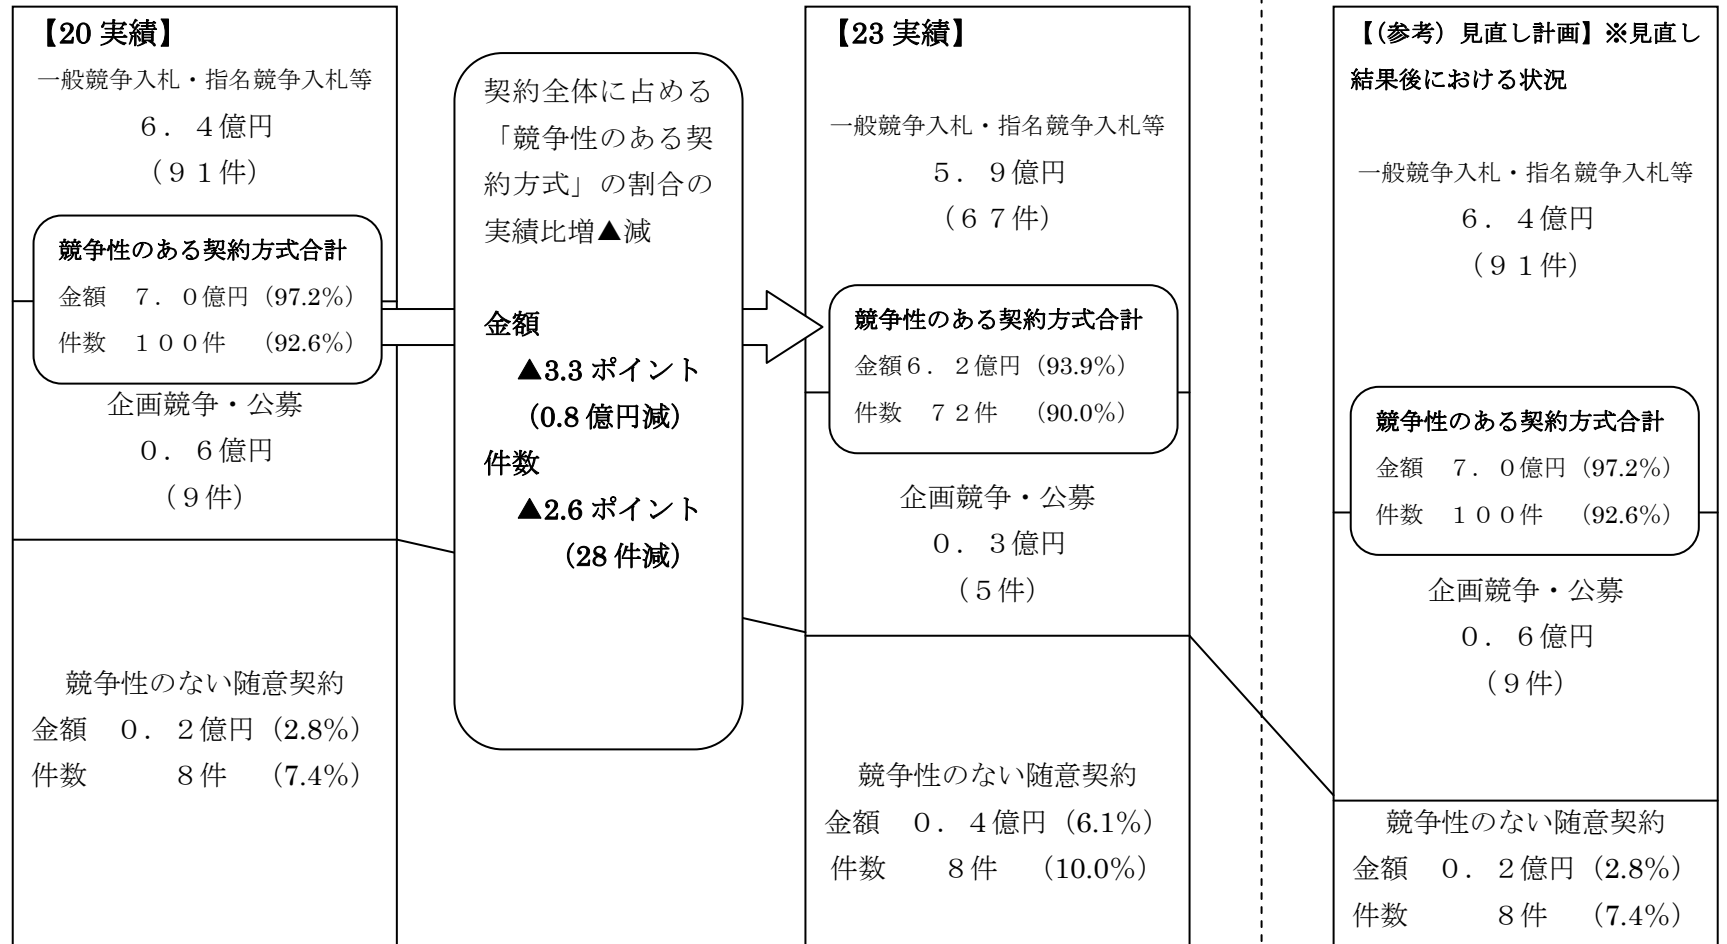 【20 実績】
一般競争入札・指名競争入札等
６．４億円
（９１件）
競争性のある契約方式合計
金額　７．０億円（97.2%）
件数　１００件　（92.6%）
企画競争・公募
０．６億円
（９件）
競争性のない随意契約
金額　０．２億円（2.8%）
件数　　　８件　（7.4%）
契約全体に占める
「競争性のある契
約方式」の割合の
実績比増▲減
金額
▲3.3 ポイント
（0.8 億円減）
件数
▲2.6 ポイント
（28 件減）
【23 実績】
一般競争入札・指名競争入札等
５．９億円
（６７件）
競争性のある契約方式合計
金額６．２億円（93.9%）
件数　７２件　（90.0%）
企画競争・公募
０．３億円
（５件）
競争性のない随意契約
金額　０．４億円（6.1%）
件数　　８件　（10.0%）
【（参考）見直し計画】※見直し
結果後における状況
一般競争入札・指名競争入札等
６．４億円
（９１件）
競争性のある契約方式合計
金額　７．０億円（97.2%）
件数　１００件　（92.6%）
企画競争・公募
０．６億円
（９件）
競争性のない随意契約
金額　０．２億円（2.8%）
件数　　　８件　（7.4%）